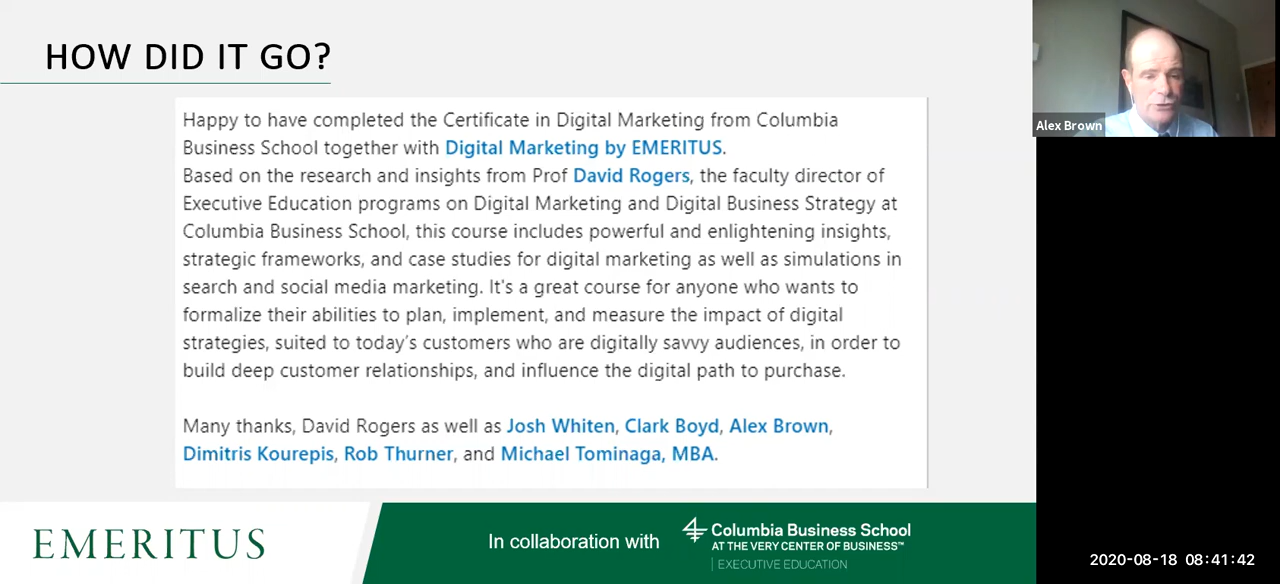 HOW DID IT GO?
Happy to have completed the Certificate in Digital Marketing from Columbia
Business School together with Digital Marketing by EMERITUS.
Based on the research and insights from Prof David Rogers, the faculty director of
Executive Education programs on Digital Marketing and Digital Business Strategy at
Columbia Business School, this course includes powerful and enlightening insights,
strategic frameworks, and case studies for digital marketing as well as simulations in
search and social media marketing. It's a great course for anyone who wants to
formalize their abilities to plan, implement, and measure the impact of digital
strategies, suited to today's customers who are digitally savvy audiences, in order to
build deep customer relationships, and influence the digital path to purchase.
Many thanks, David Rogers as well as Josh Whiten, Clark Boyd, Alex Brown,
Dimitris Kourepis, Rob Thurner, and Michael Tominaga, MBA.
Alex Brown
EMERITUS
In collaboration with
Columbia Business School
AT THE VERY CENTER OF BUSINESS™
EXECUTIVE EDUCATION
2020-08-18 08:41:42